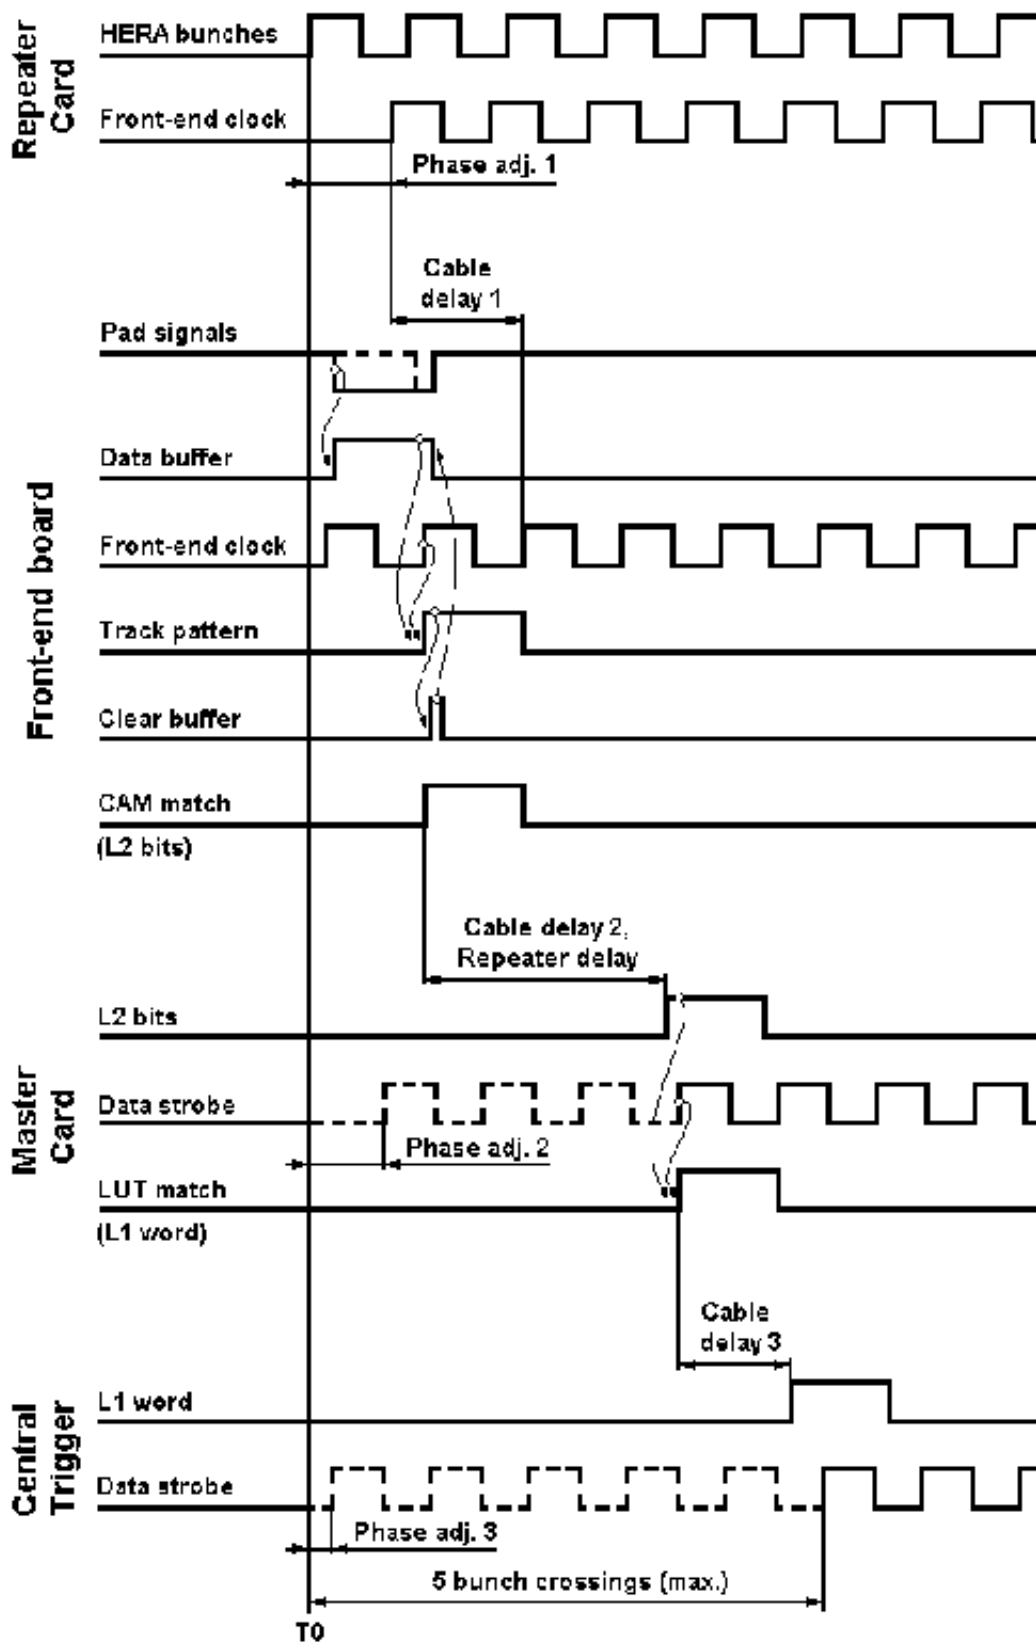 Repeater
Card
HERA bunches
Front-end clock
Phase adj. 1
Cable
delay 1
Front-end board
Pad signals
Data buffer
Front-end clock
Track pattern
Clear buffer
CAM match
(L2 bits)
Cable delay 2,
Repeater delay
Master
Card
L2 bits
Data strobe
Phase adj. 2
LUT match
(L1 word)
Cable
delay 3
Central
Trigger
L1 word
Data strobe
Phase adj. 3
5 bunch crossings (max.)
T0